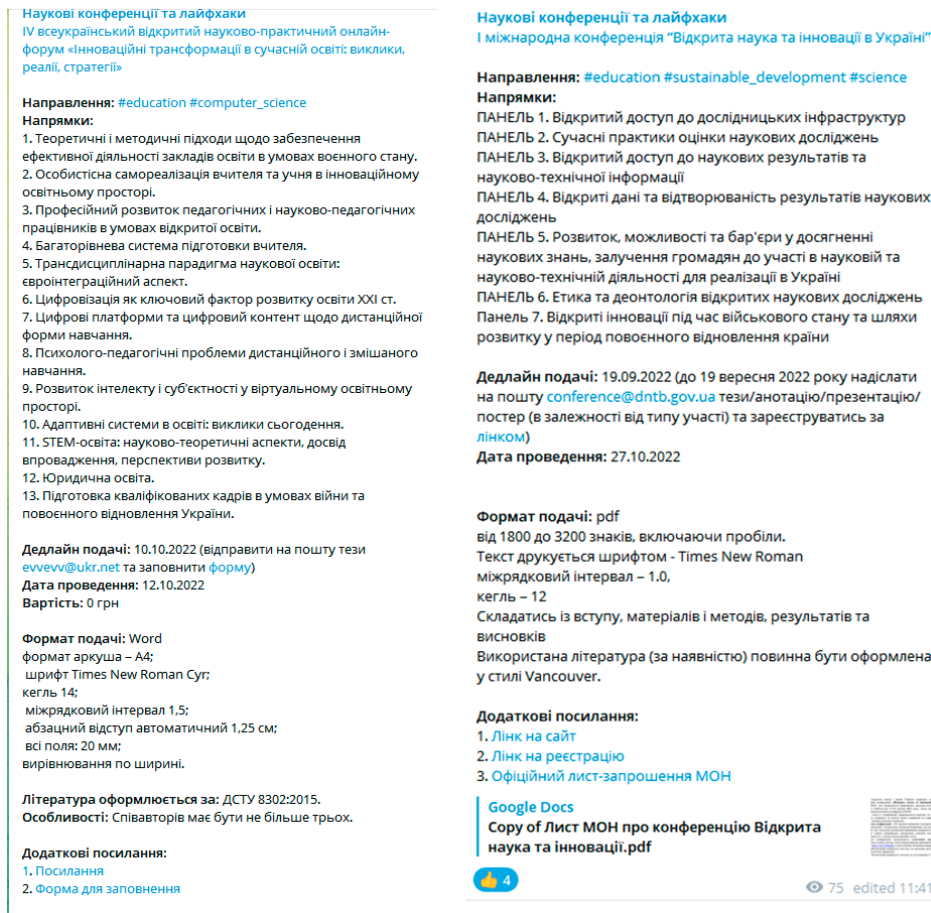 Наукові конференції та лайфхаки
IV всеукраїнський відкритий науково-практичний онлайн-
форум «Інноваційні трансформації в сучасній освіті: виклики,
реалії, стратегії»
Направлення: #education #computer_science
Напрямки:
1. Теоретичні і методичні підходи щодо забезпечення
ефективної діяльності закладів освіти в умовах воєнного стану.
2. Особистісна самореалізація вчителя та учня в інноваційному
освітньому просторі.
3. Професійний розвиток педагогічних і науково-педагогічних
працівників в умовах відкритої освіти.
4. Багаторівнева система підготовки вчителя.
5. Трансдисциплінарна парадигма наукової освіти:
євроінтеграційний аспект.
6. Цифровізація як ключовий фактор розвитку освіти ХХІ ст.
7. Цифрові платформи та цифровий контент щодо дистанційної
форми навчання.
8. Психолого-педагогічні проблеми дистанційного і змішаного
навчання.
9. Розвиток інтелекту і суб'єктності у віртуальному освітньому
просторі.
10. Адаптивні системи в освіті: виклики сьогодення.
11. STEM-освіта: науково-теоретичні аспекти, досвід
впровадження, перспективи розвитку.
12. Юридична освіта.
13. Підготовка кваліфікованих кадрів в умовах війни та
повоєнного відновлення України.
Дедлайн подачі: 10.10.2022 (відправити на пошту тези
evvevv@ukr.net та заповнити форму)
Дата проведення: 12.10.2022
Вартість: 0 грн
Формат подачі: Word
формат аркуша – А4;
шрифт Times New Roman Cyr;
кегль 14;
міжрядковий інтервал 1,5;
абзацний відступ автоматичний 1,25 см;
всі поля: 20 мм;
вирівнювання по ширині.
Література оформлюється за: ДСТУ 8302:2015.
Особливості: Співавторів має бути не більше трьох.
Додаткові посилання:
1. Посилання
2. Форма для заповнення
Наукові конференції та лайфхаки
І міжнародна конференція “Відкрита наука та інновації в Україні”
Направлення: #education #sustainable_development #science
Напрямки:
ПАНЕЛЬ 1. Відкритий доступ до дослідницьких інфраструктур
ПАНЕЛЬ 2. Сучасні практики оцінки наукових досліджень
ПАНЕЛЬ 3. Відкритий доступ до наукових результатів та
науково-технічної інформації
ПАНЕЛЬ 4. Відкриті дані та відтворюваність результатів наукових
досліджень
ПАНЕЛЬ 5. Розвиток, можливості та бар'єри у досягненні
наукових знань, залучення громадян до участі в науковій та
науково-технічній діяльності для реалізації в Україні
ПАНЕЛЬ 6. Етика та деонтологія відкритих наукових досліджень
Панель 7. Відкриті інновації під час військового стану та шляхи
розвитку у період повоєнного відновлення країни
Дедлайн подачі: 19.09.2022 (до 19 вересня 2022 року надіслати
на пошту conference@dntb.gov.ua тези/анотацію/презентацію/
постер (в залежності від типу участі) та зареєструватись за
лінком)
Дата проведення: 27.10.2022
Формат подачі: pdf
від 1800 до 3200 знаків, включаючи пробіли.
Текст друкується шрифтом - Times New Roman
міжрядковий інтервал – 1.0,
кегль – 12
Складатись із вступу, матеріалів і методів, результатів та
висновків
Використана література (за наявністю) повинна бути оформлена
у стилі Vancouver.
Додаткові посилання:
1. Лінк на сайт
2. Лінк на реєстрацію
3. Офіційний лист-запрошення МОН
Google Docs
Copy of Лист МОН про конференцію Відкрита
наука та інновації.pdf
4
75 edited 11:41